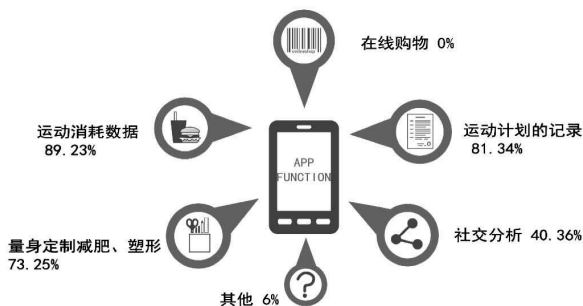 在线购物 0%
运动消耗数据
89.23%
运动计划的记录
81.34%
APP
FUNCTION
量身定制减肥、塑形
73.25%
社交分析 40.36%
其他 6%
?